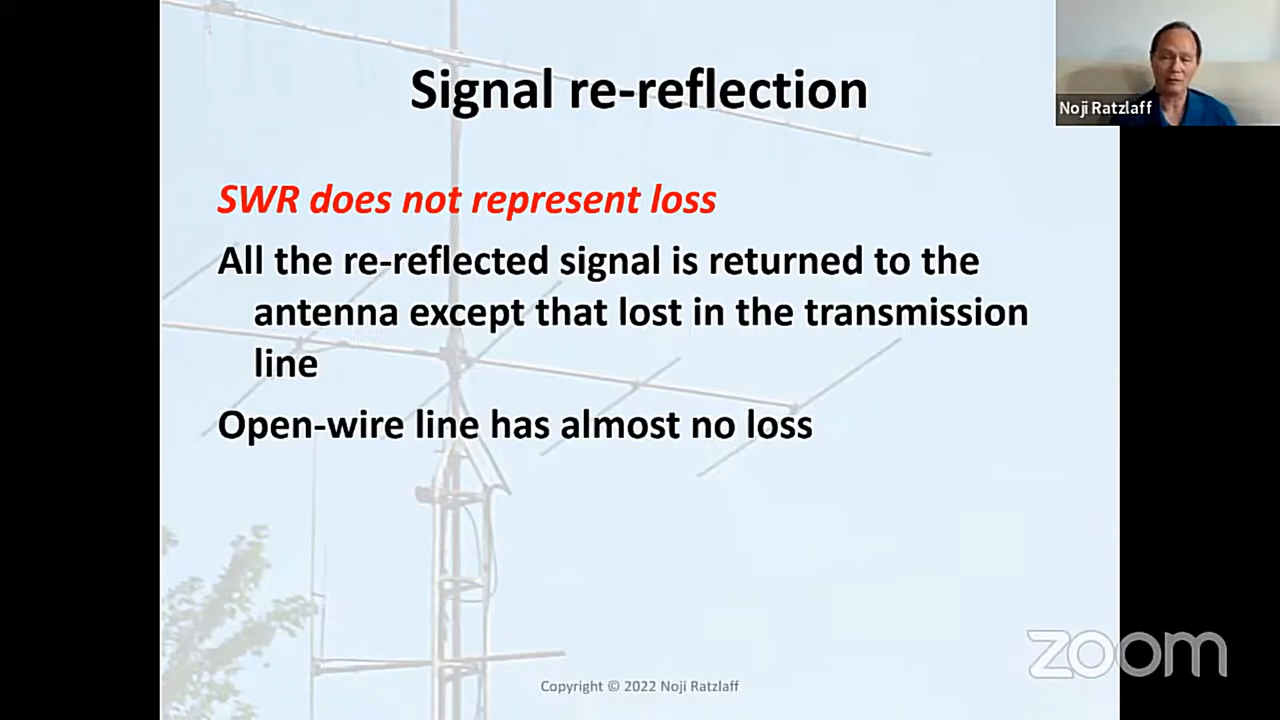 Signal re-reflection
Noji Ratzlaff
SWR does not represent loss
All the re-reflected signal is returned to the
antenna except that lost in the transmission
line
Open-wire line has almost no loss
zoom
Copyright © 2022 Noji Ratzlaff